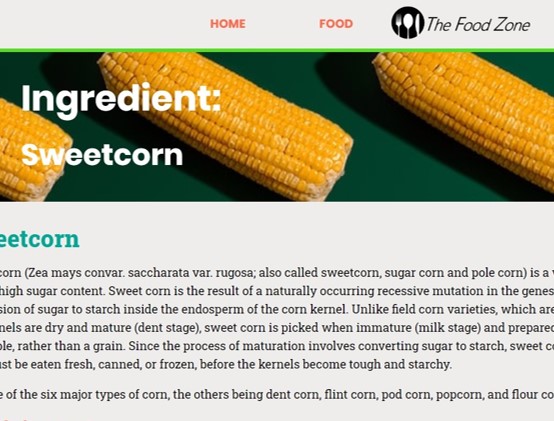 HOME FOOD The Food Zone
Ingredient:
Sweetcorn
eetcorn
corn (Zea mays convar. saccharata var. rugosa; also called sweetcorn, sugar corn and pole corn) is a v
high sugar content. Sweet corn is the result of a naturally occurring recessive mutation in the genes
sion of sugar to starch inside the endosperm of the corn kernel. Unlike field corn varieties, which are
nels are dry and mature (dent stage), sweet corn is picked when immature (milk stage) and prepared
ble, rather than a grain. Since the process of maturation involves converting sugar to starch, sweet co
ust be eaten fresh, canned, or frozen, before the kernels become tough and starchy.
e of the six major types of corn, the others being dent corn, flint corn, pod corn, popcorn, and flour co